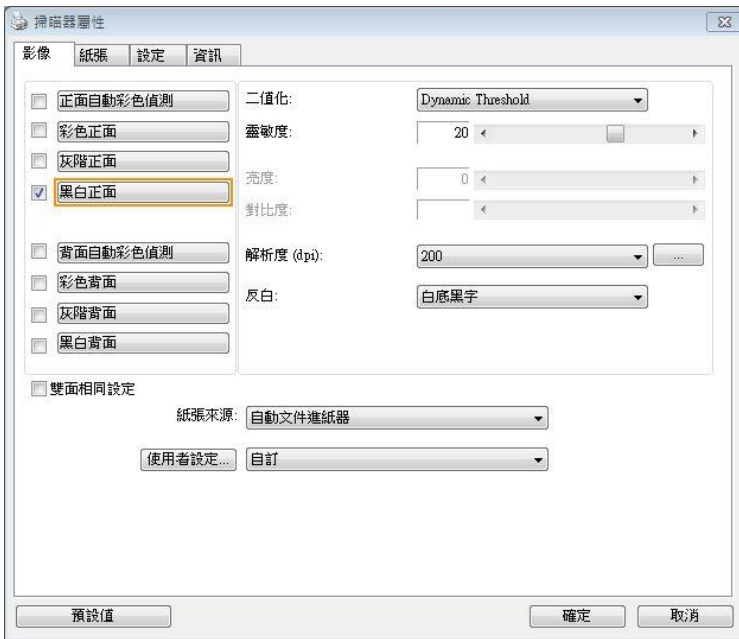 掃瞄器屬性
影像 紙張 設定 資訊
正面自動彩色偵測
彩色正面
灰階正面
黑白正面
背面自動彩色偵測
彩色背面
灰階背面
黑白背面
二值化: Dynamic Threshold
靈敏度: 20
亮度: 0
對比度:
解析度 (dpi): 200 ...
反白: 白底黑字
雙面相同設定
紙張來源: 自動文件進紙器
使用者設定... 自訂
預設值 確定 取消